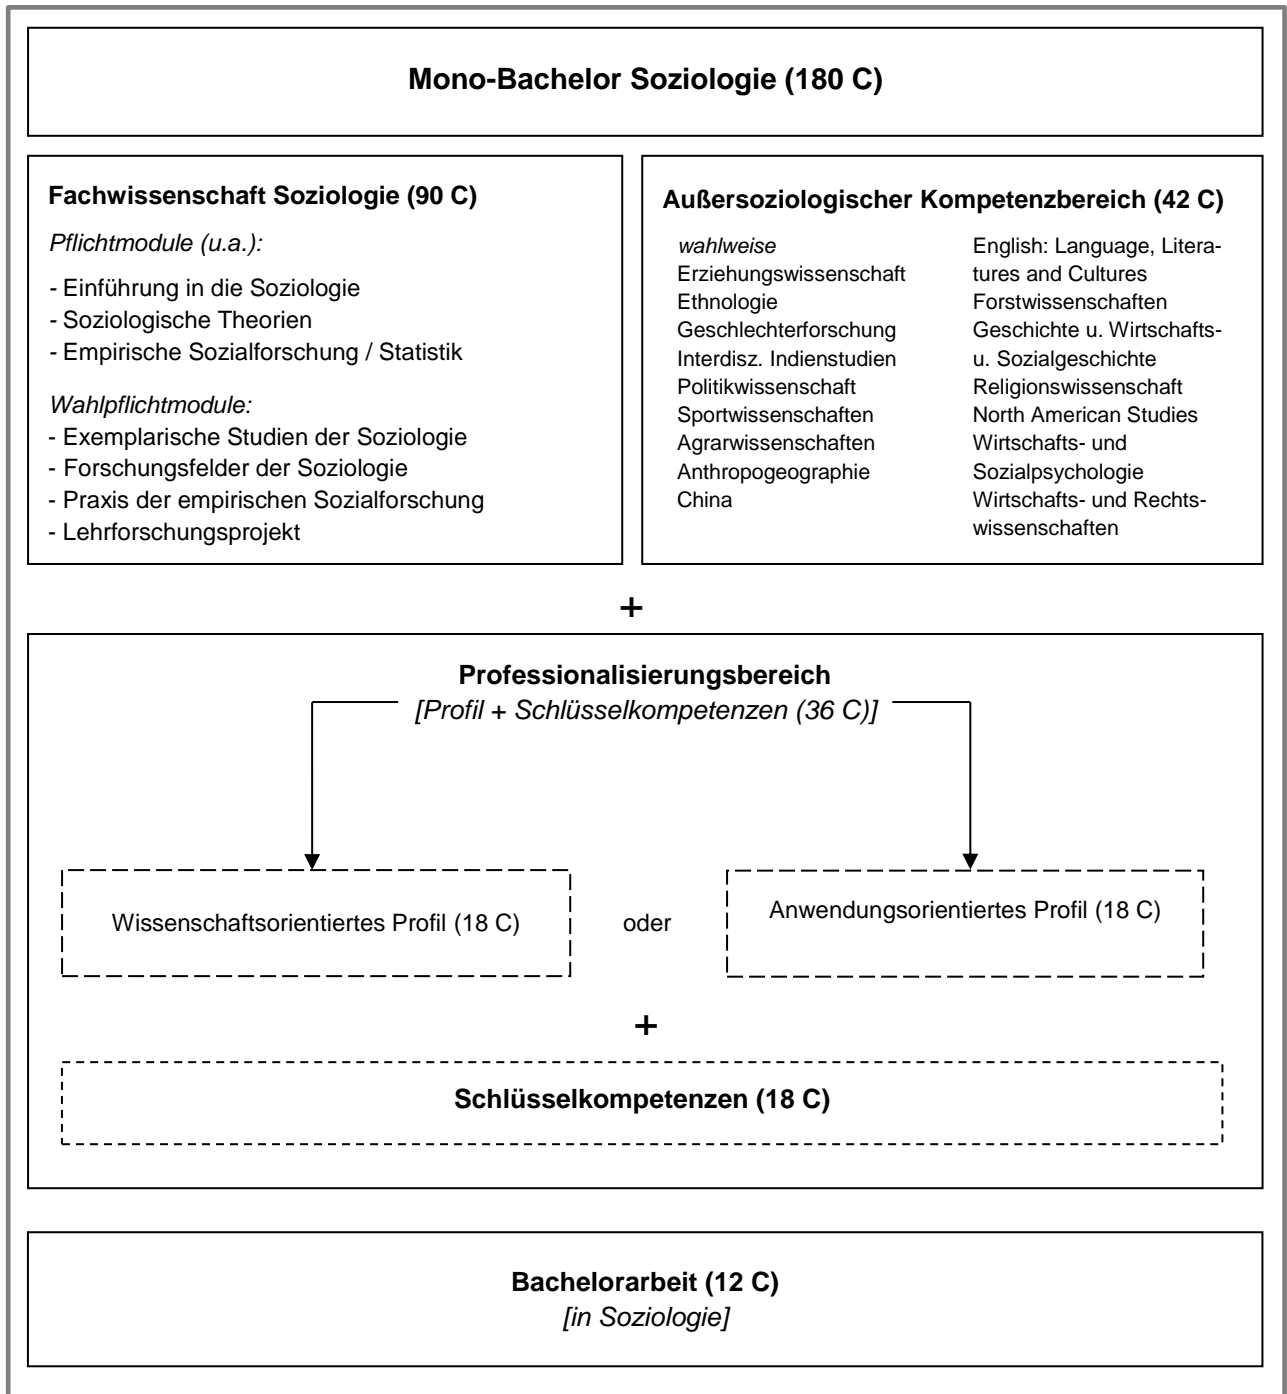 Mono-Bachelor Soziologie (180 C)
Fachwissenschaft Soziologie (90 C)
Pflichtmodule (u.a.):
- Einführung in die Soziologie
- Soziologische Theorien
- Empirische Sozialforschung / Statistik
Wahlpflichtmodule:
- Exemplarische Studien der Soziologie
- Forschungsfelder der Soziologie
- Praxis der empirischen Sozialforschung
- Lehrforschungsprojekt
Außersoziologischer Kompetenzbereich (42 C)
wahlweise
Erziehungswissenschaft
Ethnologie
Geschlechterforschung
Interdisz. Indienstudien
Politikwissenschaft
Sportwissenschaften
Agrarwissenschaften
Anthropogeographie
China
English: Language, Litera-
tures and Cultures
Forstwissenschaften
Geschichte u. Wirtschafts-
u. Sozialgeschichte
Religionswissenschaft
North American Studies
Wirtschafts- und
Sozialpsychologie
Wirtschafts- und Rechts-
wissenschaften
+
Professionalisierungsbereich
[Profil + Schlüsselkompetenzen (36 C)]
Wissenschaftsorientiertes Profil (18 C)
oder
Anwendungsorientiertes Profil (18 C)
+
Schlüsselkompetenzen (18 C)
Bachelorarbeit (12 C)
[in Soziologie]